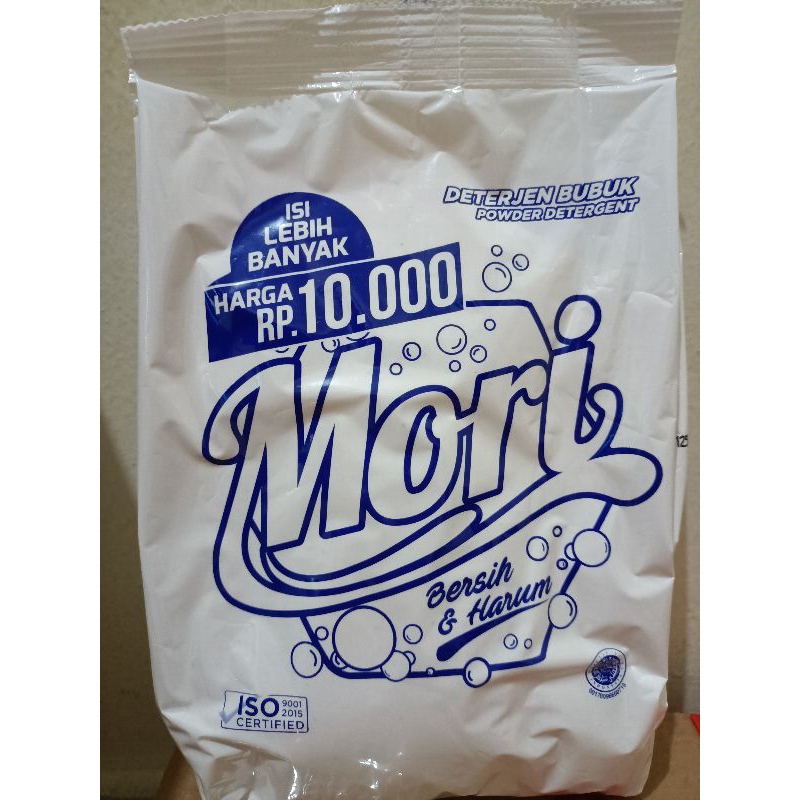 DETERJEN BUBUK
POWDER DETERGENT
ISI
LEBIH
BANYAK
HARGA
RP.10.000
Mori
Bersih
& Harum
ISO 9001
2015
CERTIFIED